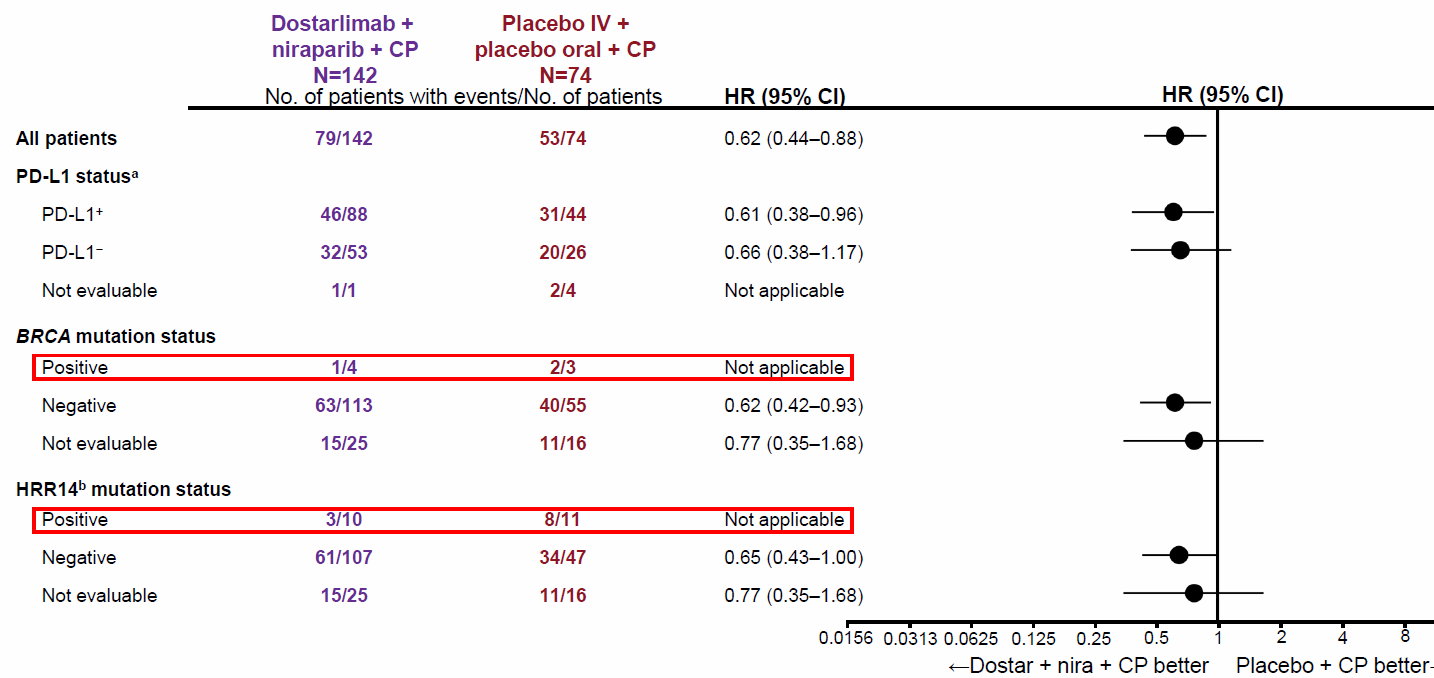 Dostarlimab + niraparib + CP N=142
Placebo IV + placebo oral + CP N=74
No. of patients with events/No. of patients HR (95% CI) HR (95% CI)
All patients 79/142 53/74 0.62 (0.44–0.88)
PD-L1 statusᵃ
PD-L1⁺ 46/88 31/44 0.61 (0.38–0.96)
PD-L1⁻ 32/53 20/26 0.66 (0.38–1.17)
Not evaluable 1/1 2/4 Not applicable
BRCA mutation status
Positive 1/4 2/3 Not applicable
Negative 63/113 40/55 0.62 (0.42–0.93)
Not evaluable 15/25 11/16 0.77 (0.35–1.68)
HRR14ᵇ mutation status
Positive 3/10 8/11 Not applicable
Negative 61/107 34/47 0.65 (0.43–1.00)
Not evaluable 15/25 11/16 0.77 (0.35–1.68)
0.0156 0.0313 0.0625 0.125 0.25 0.5 1 2 4 8
←Dostar + nira + CP better Placebo + CP better